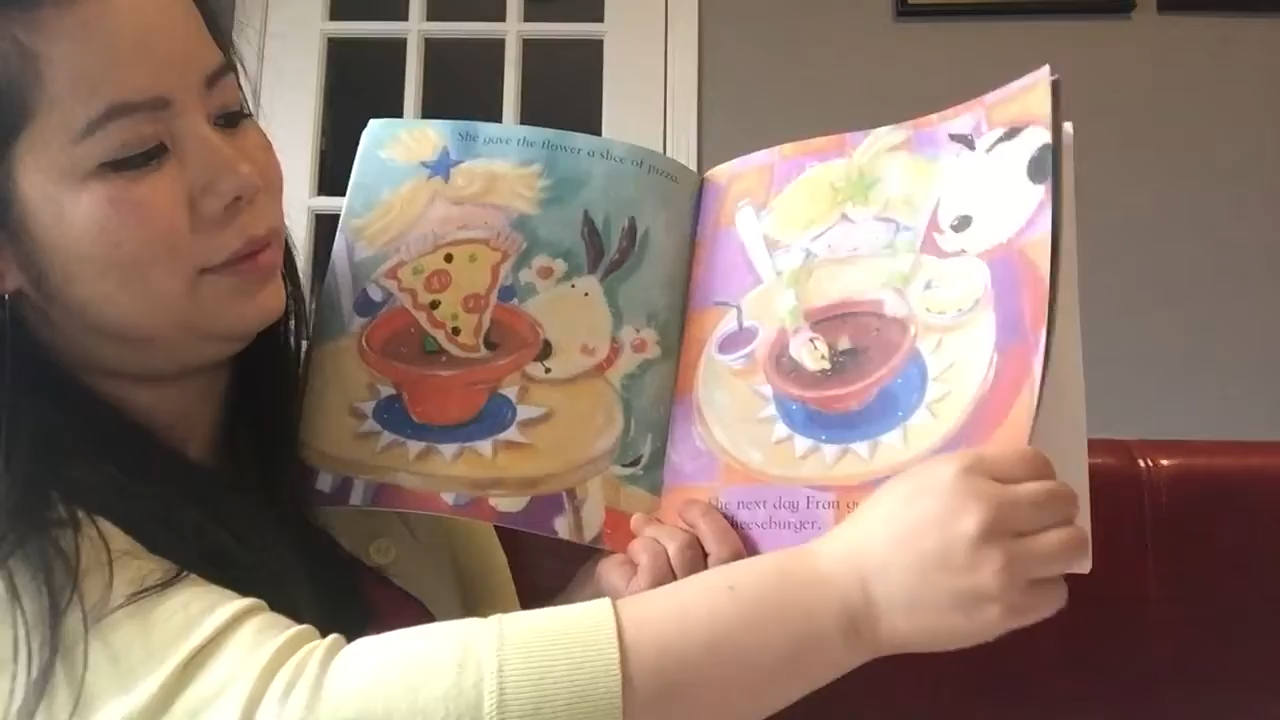 She gave the flower a slice of pizza.
The next day Fran
cheeseburger.